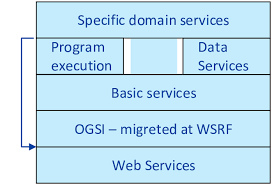 Specific domain services
Program
execution
Data
Services
Basic services
OGSI – migreted at WSRF
Web Services